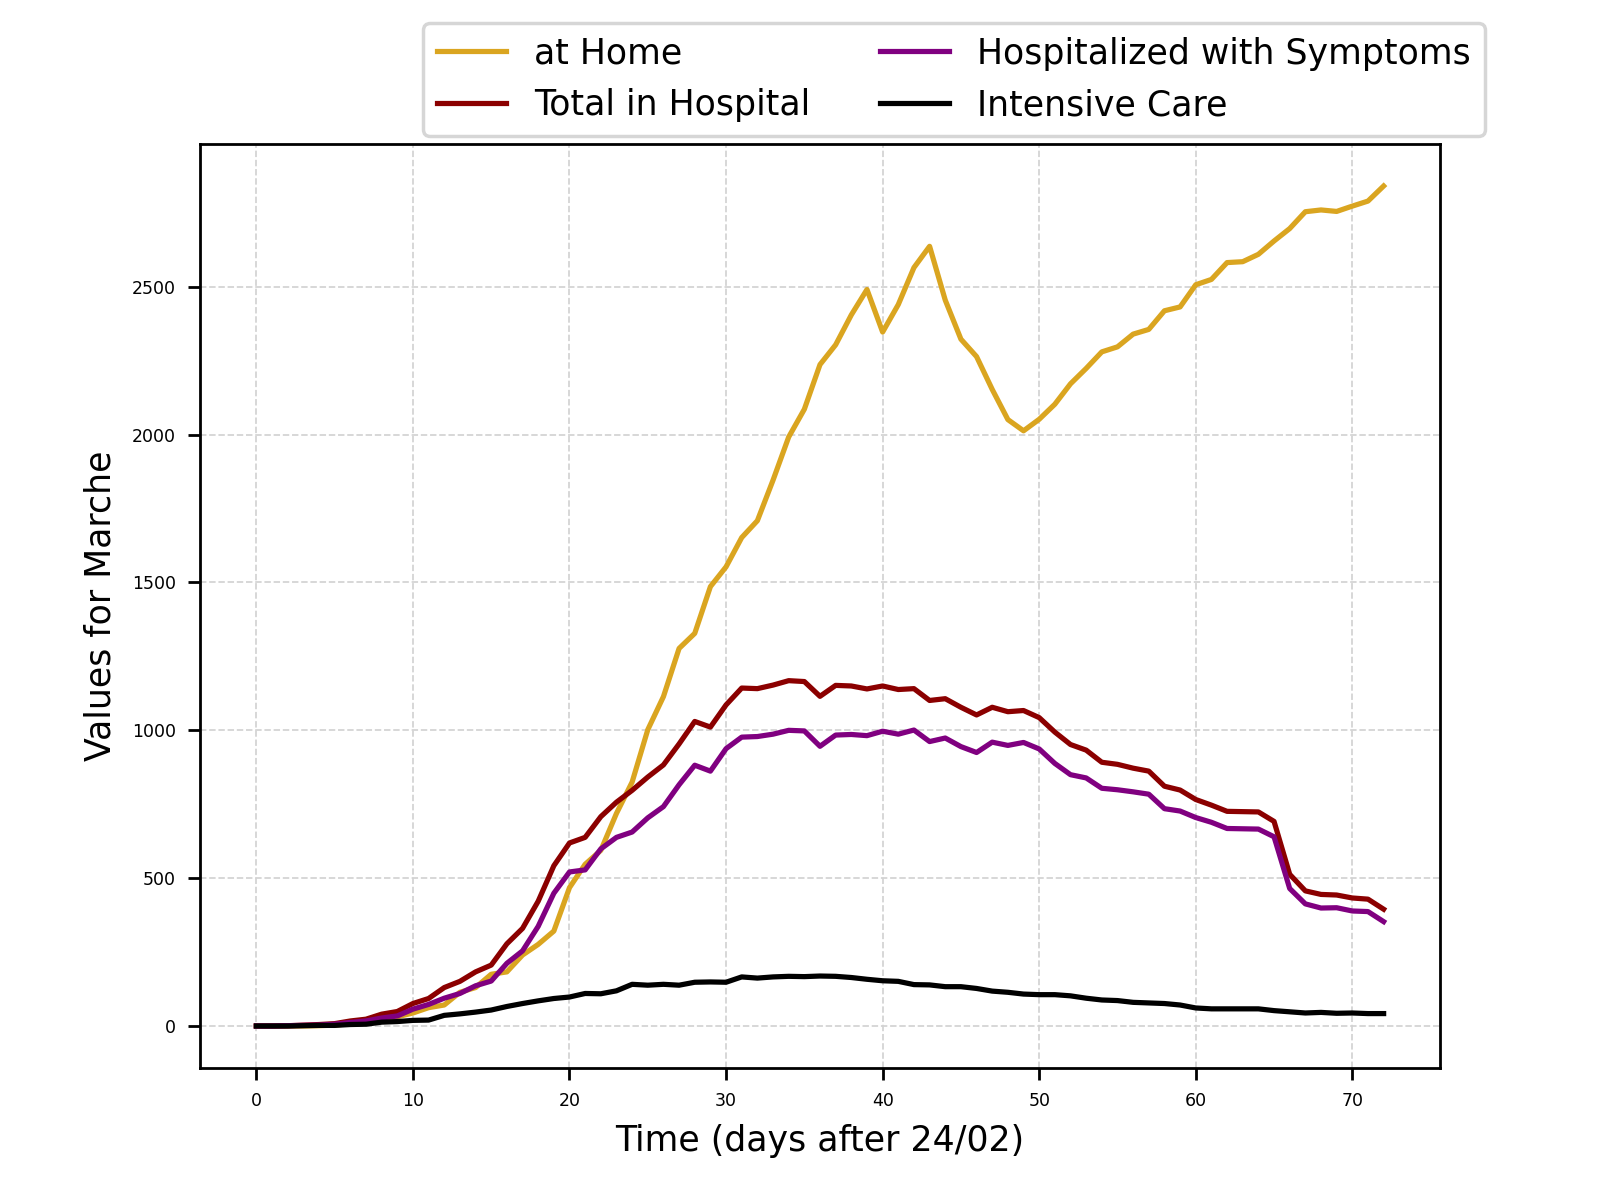 at Home
Total in Hospital
Hospitalized with Symptoms
Intensive Care
Values for Marche
2500
2000
1500
1000
500
0
0 10 20 30 40 50 60 70
Time (days after 24/02)